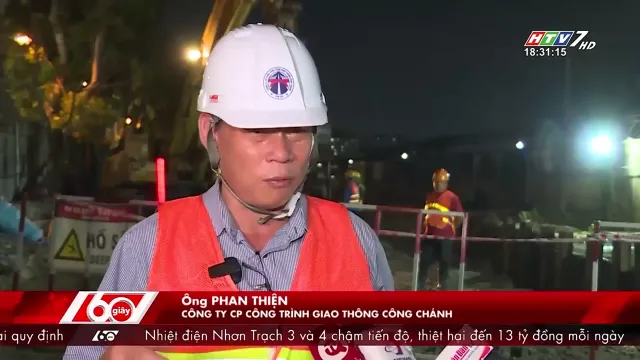 HTV7 HD
18:31:15
HỐ S
DEEP
Ông PHAN THIỆN
CÔNG TY CP CÔNG TRÌNH GIAO THÔNG CÔNG CHÁNH
60 giây
ai quy định
Nhiệt điện Nhơn Trạch 3 và 4 chậm tiến độ, thiệt hại đến 13 tỷ đồng mỗi ngày